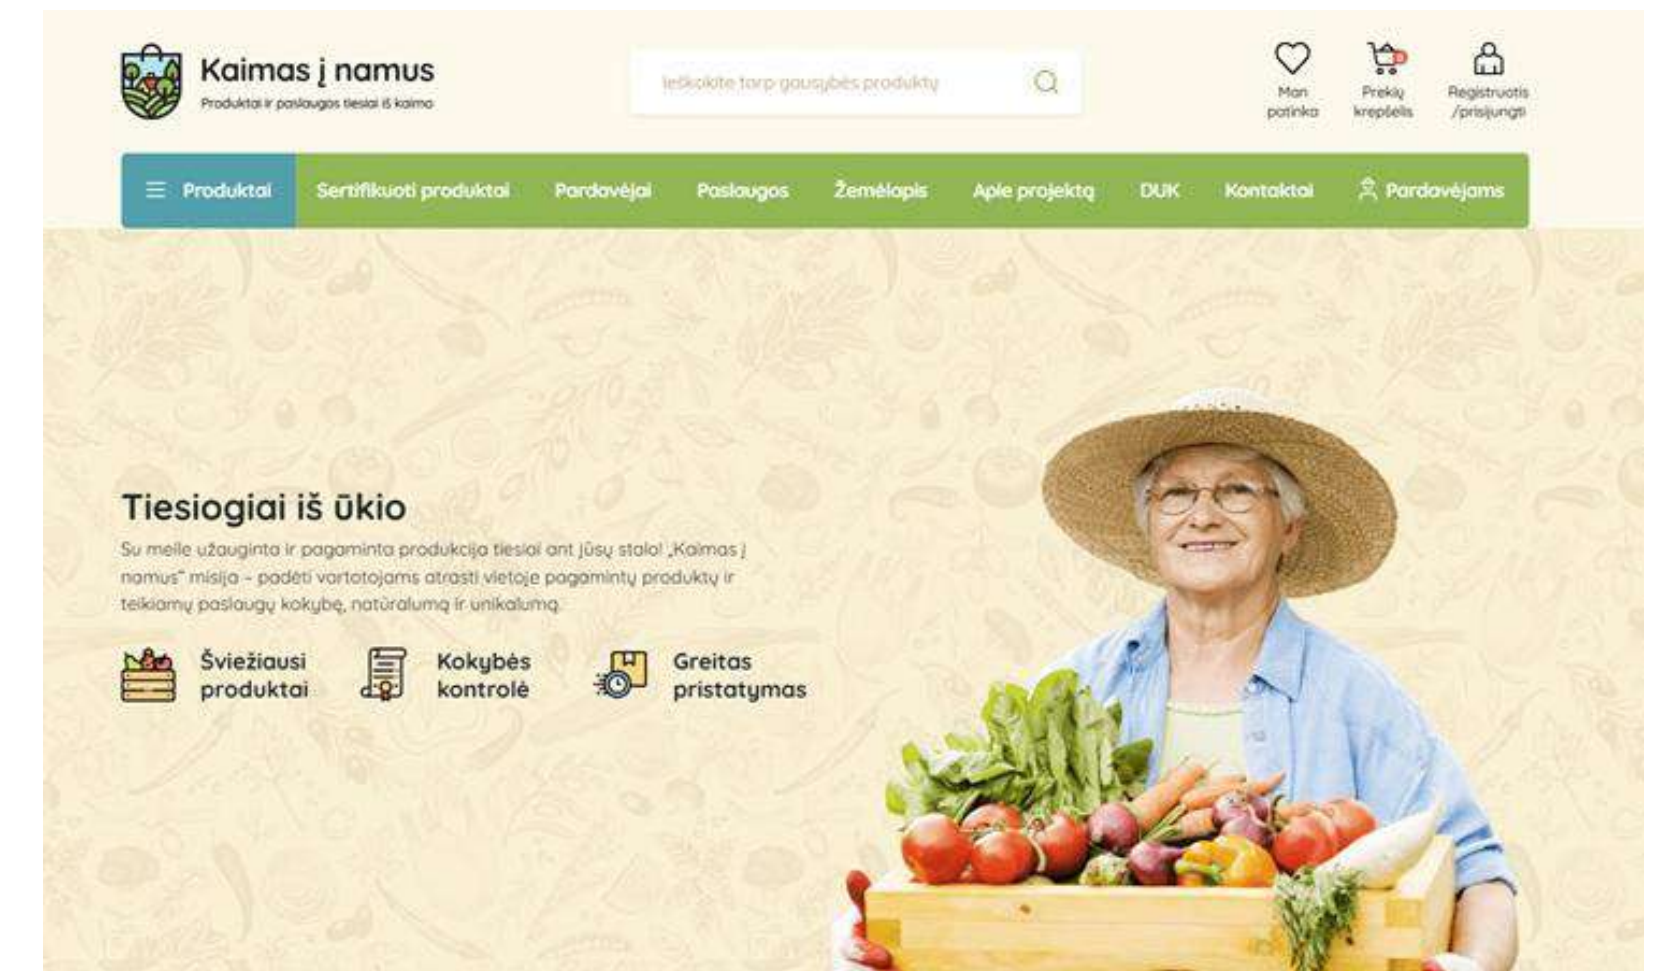 Kaimas į namus
Produktai ir paslaugos tiesiai iš kaimo
Ieškokite tarp gausybės produktų
Man
patinka
Prekių
krepšelis
Registruotis
/prisijungti
Produktai Sertifikuoti produktai Pardavėjai Paslaugos Žemėlapis Apie projektą DUK Kontaktai Pardavėjams
Tiesiogiai iš ūkio
Su meile užauginta ir pagaminta produkcija tiesiai ant jūsų stalo! „Kaimas į
namus“ misija – padėti vartotojams atrasti vietoje pagamintų produktų ir
teikiamų paslaugų kokybę, natūralumą ir unikalumą.
Šviežiausi
produktai
Kokybės
kontrolė
Greitas
pristatymas